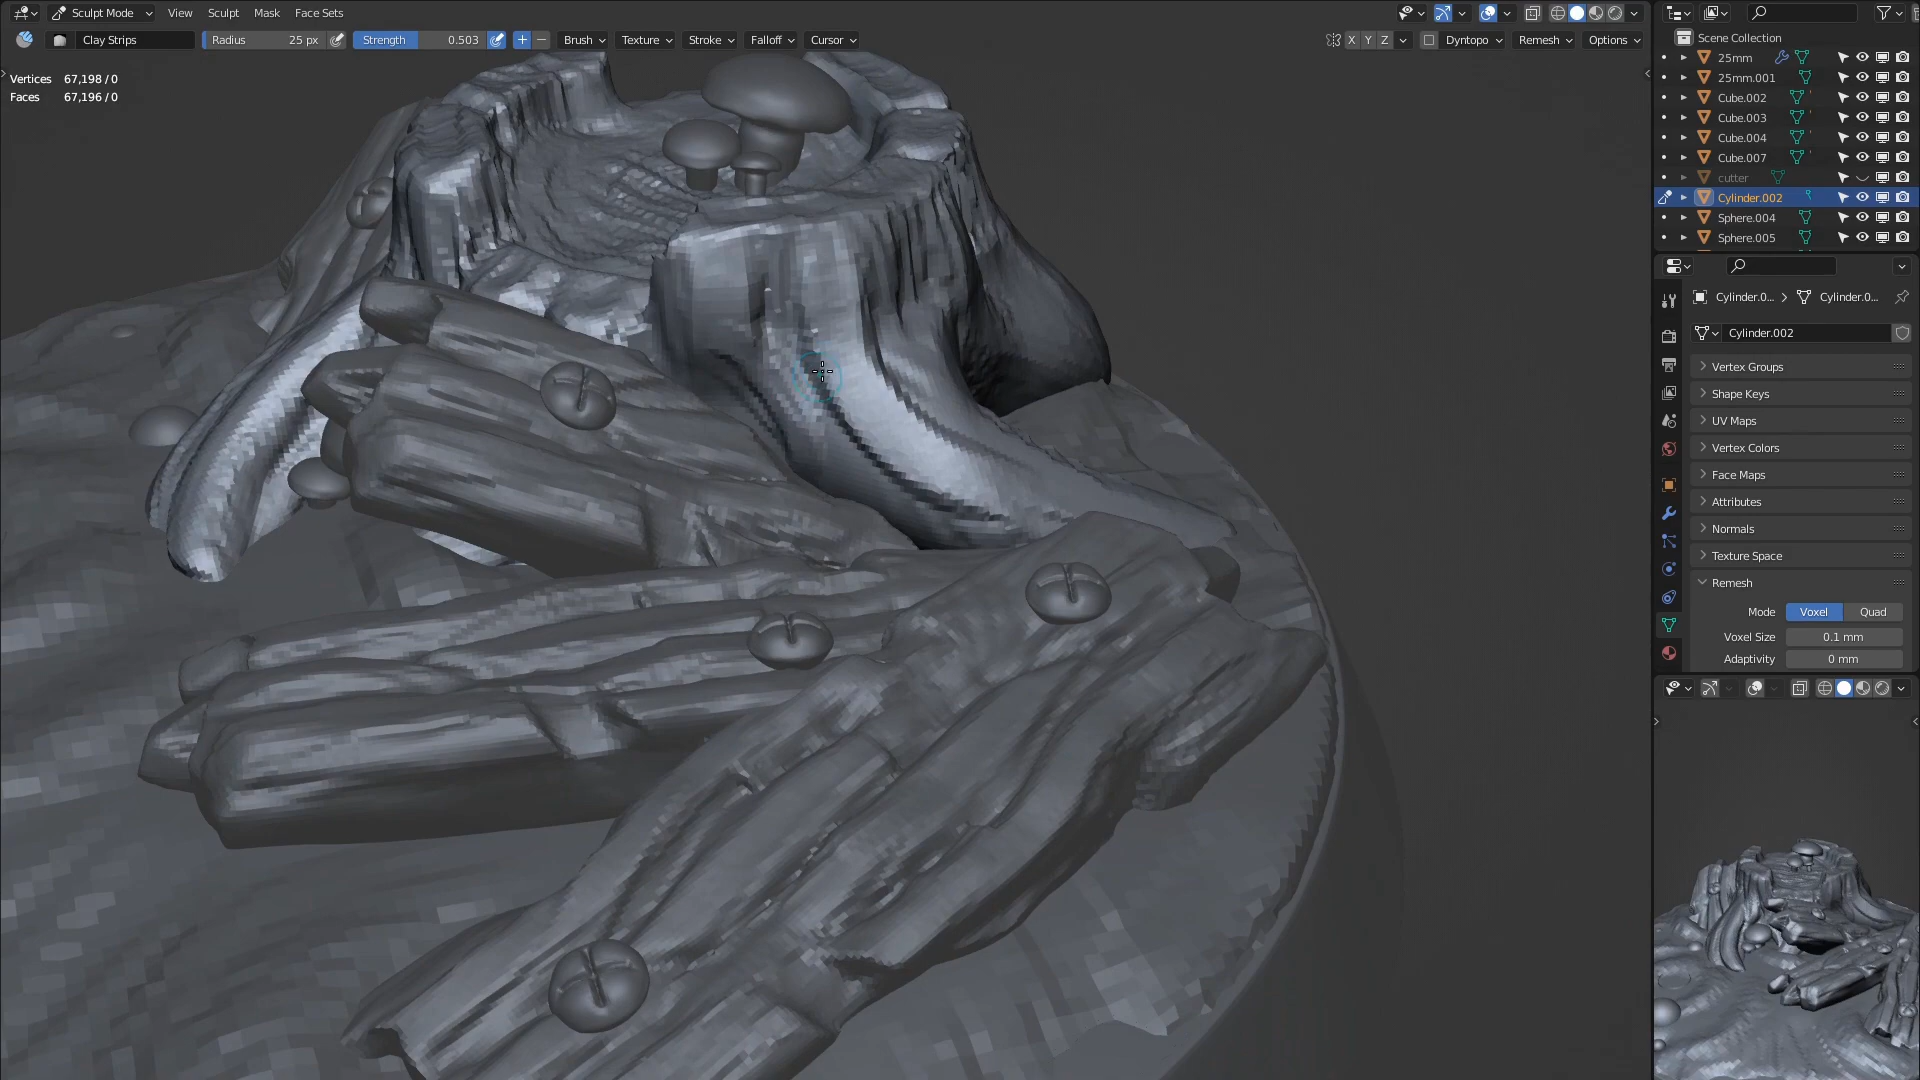 Sculpt Mode View Sculpt Mask Face Sets
Clay Strips Radius 25 px Strength 0.503 Brush Texture Stroke Falloff Cursor X Y Z Dyntopo Remesh Options
Vertices 67,198 / 0
Faces 67,196 / 0
Scene Collection
25mm
25mm.001
Cube.002
Cube.003
Cube.004
Cube.007
cutter
Cylinder.002
Sphere.004
Sphere.005
Cylinder.0... Cylinder.0...
Cylinder.002
Vertex Groups
Shape Keys
UV Maps
Vertex Colors
Face Maps
Attributes
Normals
Texture Space
Remesh
Mode Voxel Quad
Voxel Size 0.1 mm
Adaptivity 0 mm